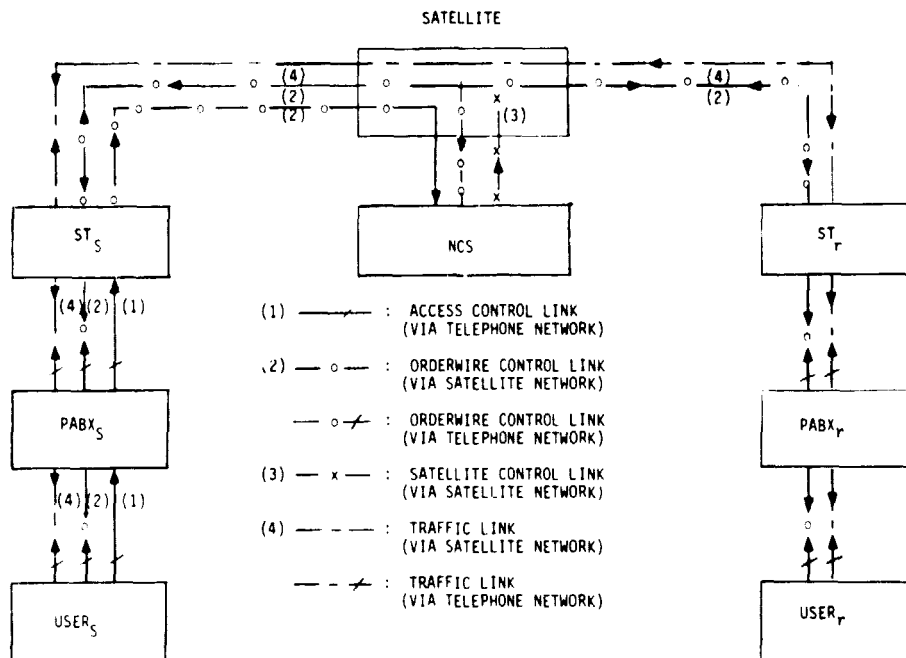 SATELLITE
(4)
(2)
(2)
(3)
(4)
(2)
ST_S
NCS
ST_r
(4) (2) (1)
(1) : ACCESS CONTROL LINK
(VIA TELEPHONE NETWORK)
(2) o : ORDERWIRE CONTROL LINK
(VIA SATELLITE NETWORK)
o : ORDERWIRE CONTROL LINK
(VIA TELEPHONE NETWORK)
(3) x : SATELLITE CONTROL LINK
(VIA SATELLITE NETWORK)
(4) : TRAFFIC LINK
(VIA SATELLITE NETWORK)
: TRAFFIC LINK
(VIA TELEPHONE NETWORK)
PABX_S
PABX_r
(4) (2) (1)
USER_S
USER_r